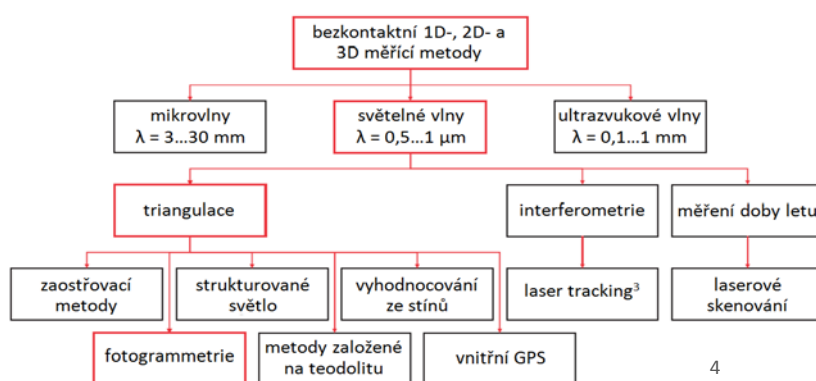 bezkontaktní 1D-, 2D- a
3D měřící metody
mikrovlny
λ = 3...30 mm
světelné vlny
λ = 0,5...1 µm
ultrazvukové vlny
λ = 0,1...1 mm
triangulace
interferometrie
měření doby letu
zaostřovací
metody
strukturované
světlo
vyhodnocování
ze stínů
laser tracking³
laserové
skenování
fotogrammetrie
metody založené
na teodolitu
vnitřní GPS
4